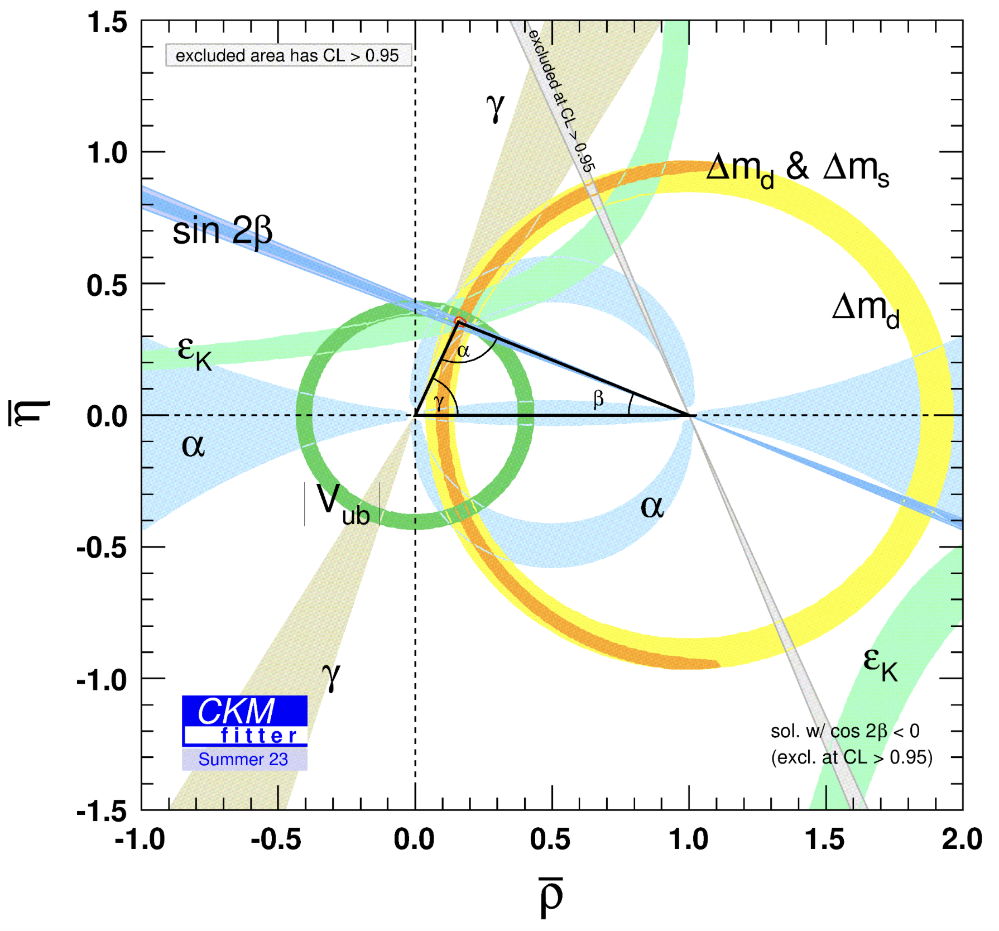 1.5
excluded area has CL > 0.95
excluded at CL > 0.95
γ
1.0
Δm_d & Δm_s
sin 2β
0.5
Δm_d
ε_K
α
γ
β
η̅
0.0
α
α
|V_ub|
-0.5
ε_K
γ
-1.0
CKM
fitter
Summer 23
sol. w/ cos 2β < 0
(excl. at CL > 0.95)
-1.5
-1.0 -0.5 0.0 0.5 1.0 1.5 2.0
ρ̅